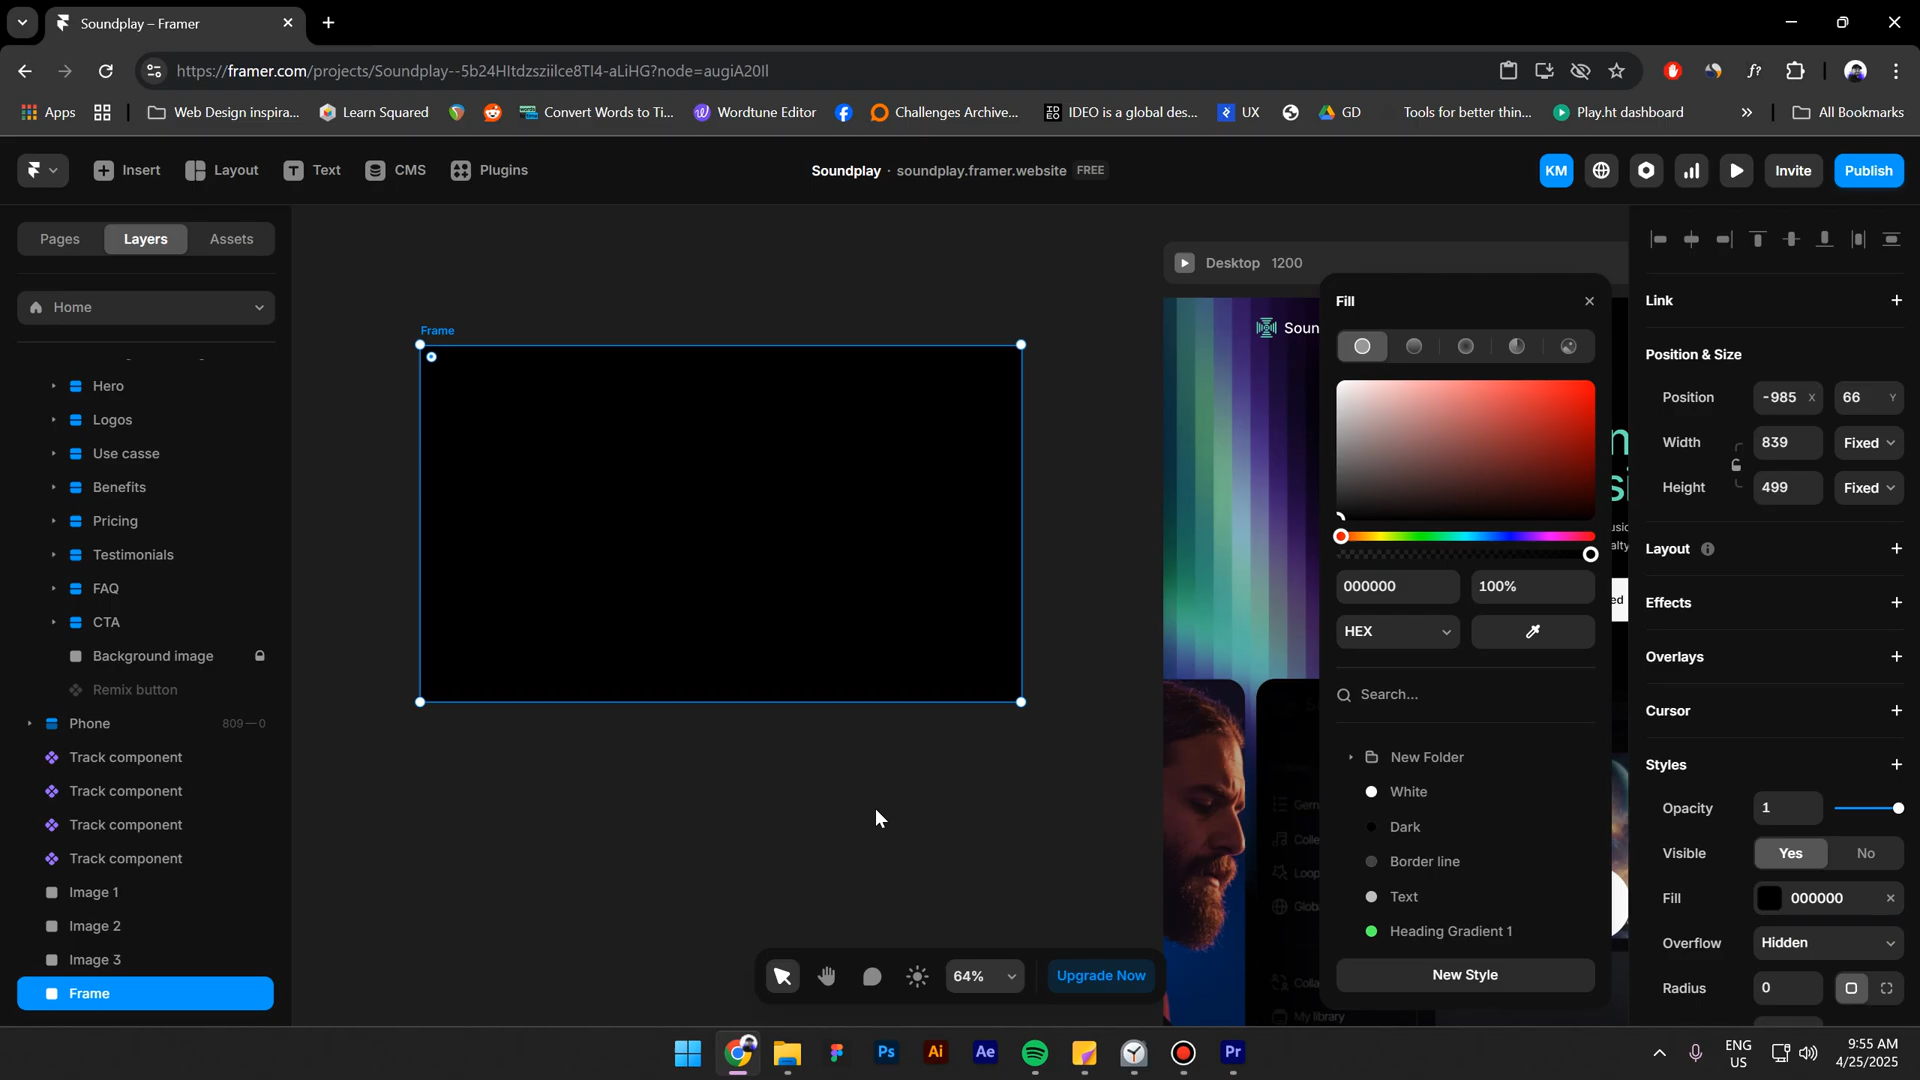 Soundplay – Framer
https://framer.com/projects/Soundplay--5b24HItdzsziilce8TI4-aLiHG?node=augiA20Il
Apps
Web Design inspira...
Learn Squared
Convert Words to Ti...
Wordtune Editor
Challenges Archive...
IDEO is a global des...
UX
GD
Tools for better thin...
Play.ht dashboard
»
All Bookmarks
Insert
Layout
Text
CMS
Plugins
Soundplay · soundplay.framer.website FREE
KM
Invite
Publish
Pages
Layers
Assets
Home
Hero
Logos
Use casse
Benefits
Pricing
Testimonials
FAQ
CTA
Background image
Remix button
Phone 809—0
Track component
Track component
Track component
Track component
Image 1
Image 2
Image 3
Frame
Frame
Desktop 1200
Soun
Fill
000000 100%
HEX
Search...
New Folder
White
Dark
Border line
Text
Heading Gradient 1
New Style
My library
64%
Upgrade Now
Link
Position & Size
Position -985 X 66 Y
Width 839 Fixed
Height 499 Fixed
Layout
Effects
Overlays
Cursor
Styles
Opacity 1
Visible Yes No
Fill 000000
Overflow Hidden
Radius 0
Ps
Ai
Ae
Pr
ENG
US
9:55 AM
4/25/2025